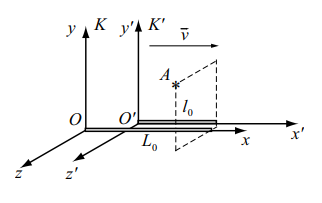 y K y′ K′ v̄
A
O O′ l₀
L₀ x x′
z z′